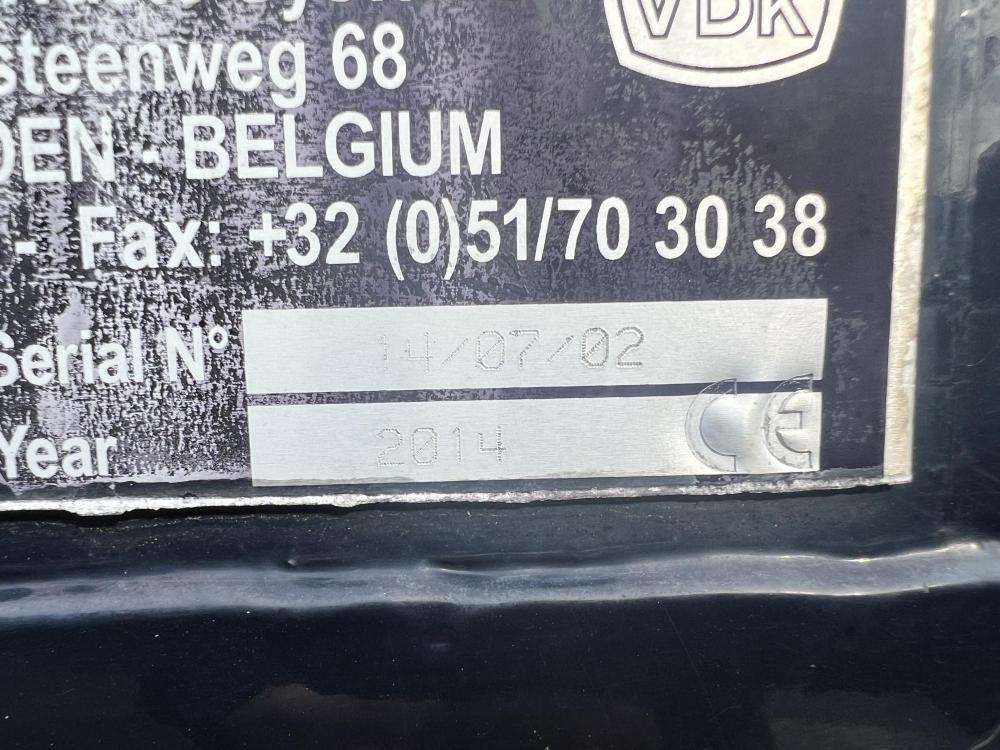 VDK
steenweg 68
DEN - BELGIUM
- Fax: +32 (0)51/70 30 38
Serial N° 14/07/02
Year 2014 CE